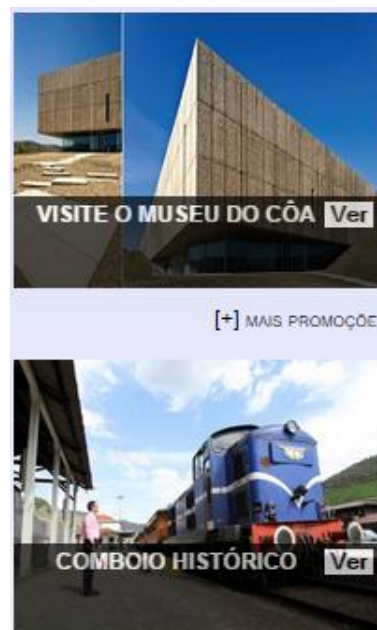 VISITE O MUSEU DO CÔA Ver
[+] MAIS PROMOÇÕE
COMBOIO HISTÓRICO Ver